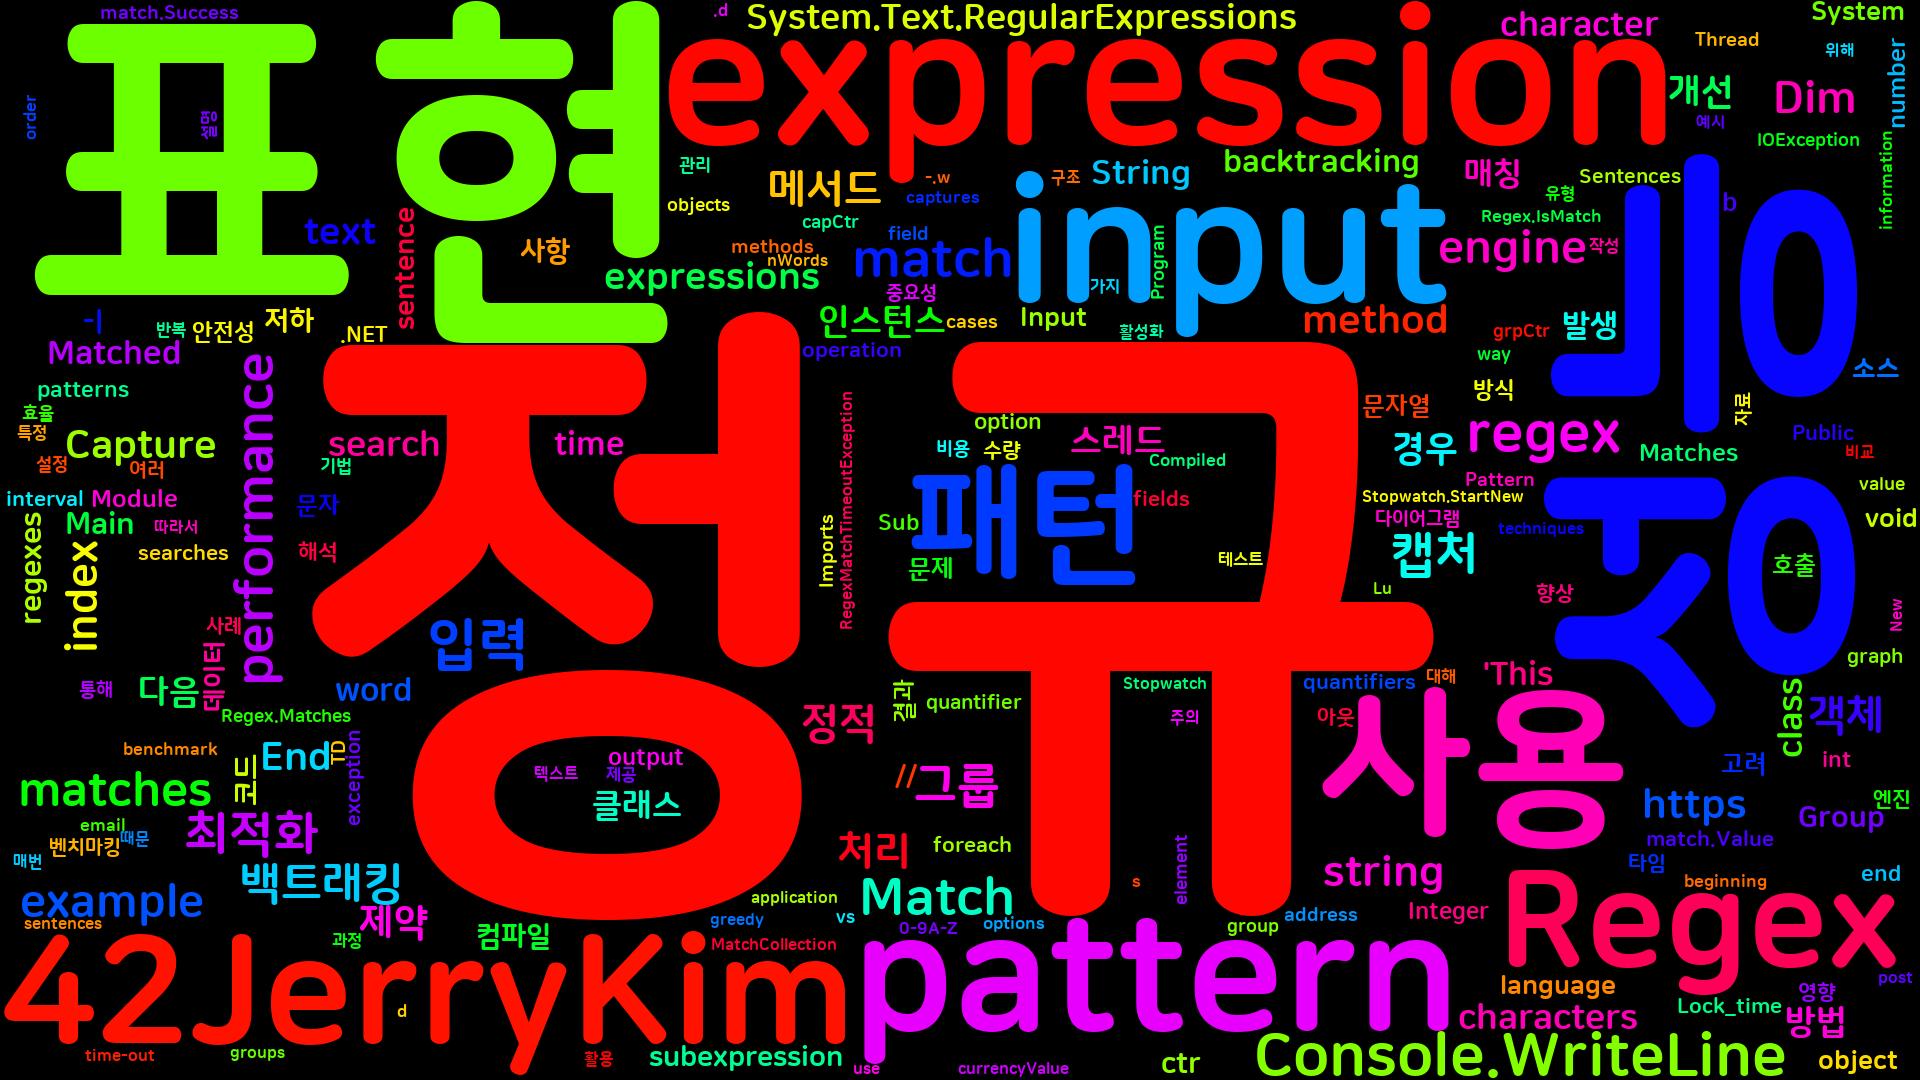 match.Success
.d
System.Text.RegularExpressions
character
System
표현
expression
Thread
위해
number
order
설명
개선
Dim
예시
IOException
information
관리
메서드
-.w
구조
String
backtracking
매칭
Sentences
계정
유형
b
objects
captures
text
sentence
사항
capCtr
field
input
Regex.IsMatch
methods
nWords
match
Program
engine
작성
expressions
중요성
가지
-|
반복
안전성
저하
.NET
인스턴스
cases
Input
활성화
method
grpCtr
발생
Matched
performance
정규
operation
way
소스
patterns
방식
자료
효율
특정
Capture
search
time
option
문자열
regex
Public
설정
여러
기법
비용
수량
스레드
Compiled
경우
Matches
비교
interval
Module
문자
RegexMatchTimeoutException
패턴
fields
Pattern
Stopwatch.StartNew
value
regexes
Main
따라서
Imports
Sub
다이어그램
techniques
void
index
searches
해석
문제
테스트
캡처
호출
Lu
향상
New
사례
입력
graph
통해
다음
데이터
word
결과
quantifier
Stopwatch
quantifiers
대해
'This
class
객체
Regex.Matches
정적
주의
아웃
사용
benchmark
End
TD
exception
output
고려
int
matches
코드
텍스트
제공
클래스
//
그룹
https
엔진
email
최적화
Group
벤치마킹
때문
처리
foreach
match.Value
매번
백트래킹
element
string
타임
example
application
Match
s
Regex
beginning
end
sentences
제약
greedy
vs
0-9A-Z
options
group
address
Integer
42JerryKim
과정
컴파일
MatchCollection
pattern
language
post
영향
d
characters
Lock_time
방법
time-out
groups
활용
subexpression
use
currencyValue
ctr
Console.WriteLine
object